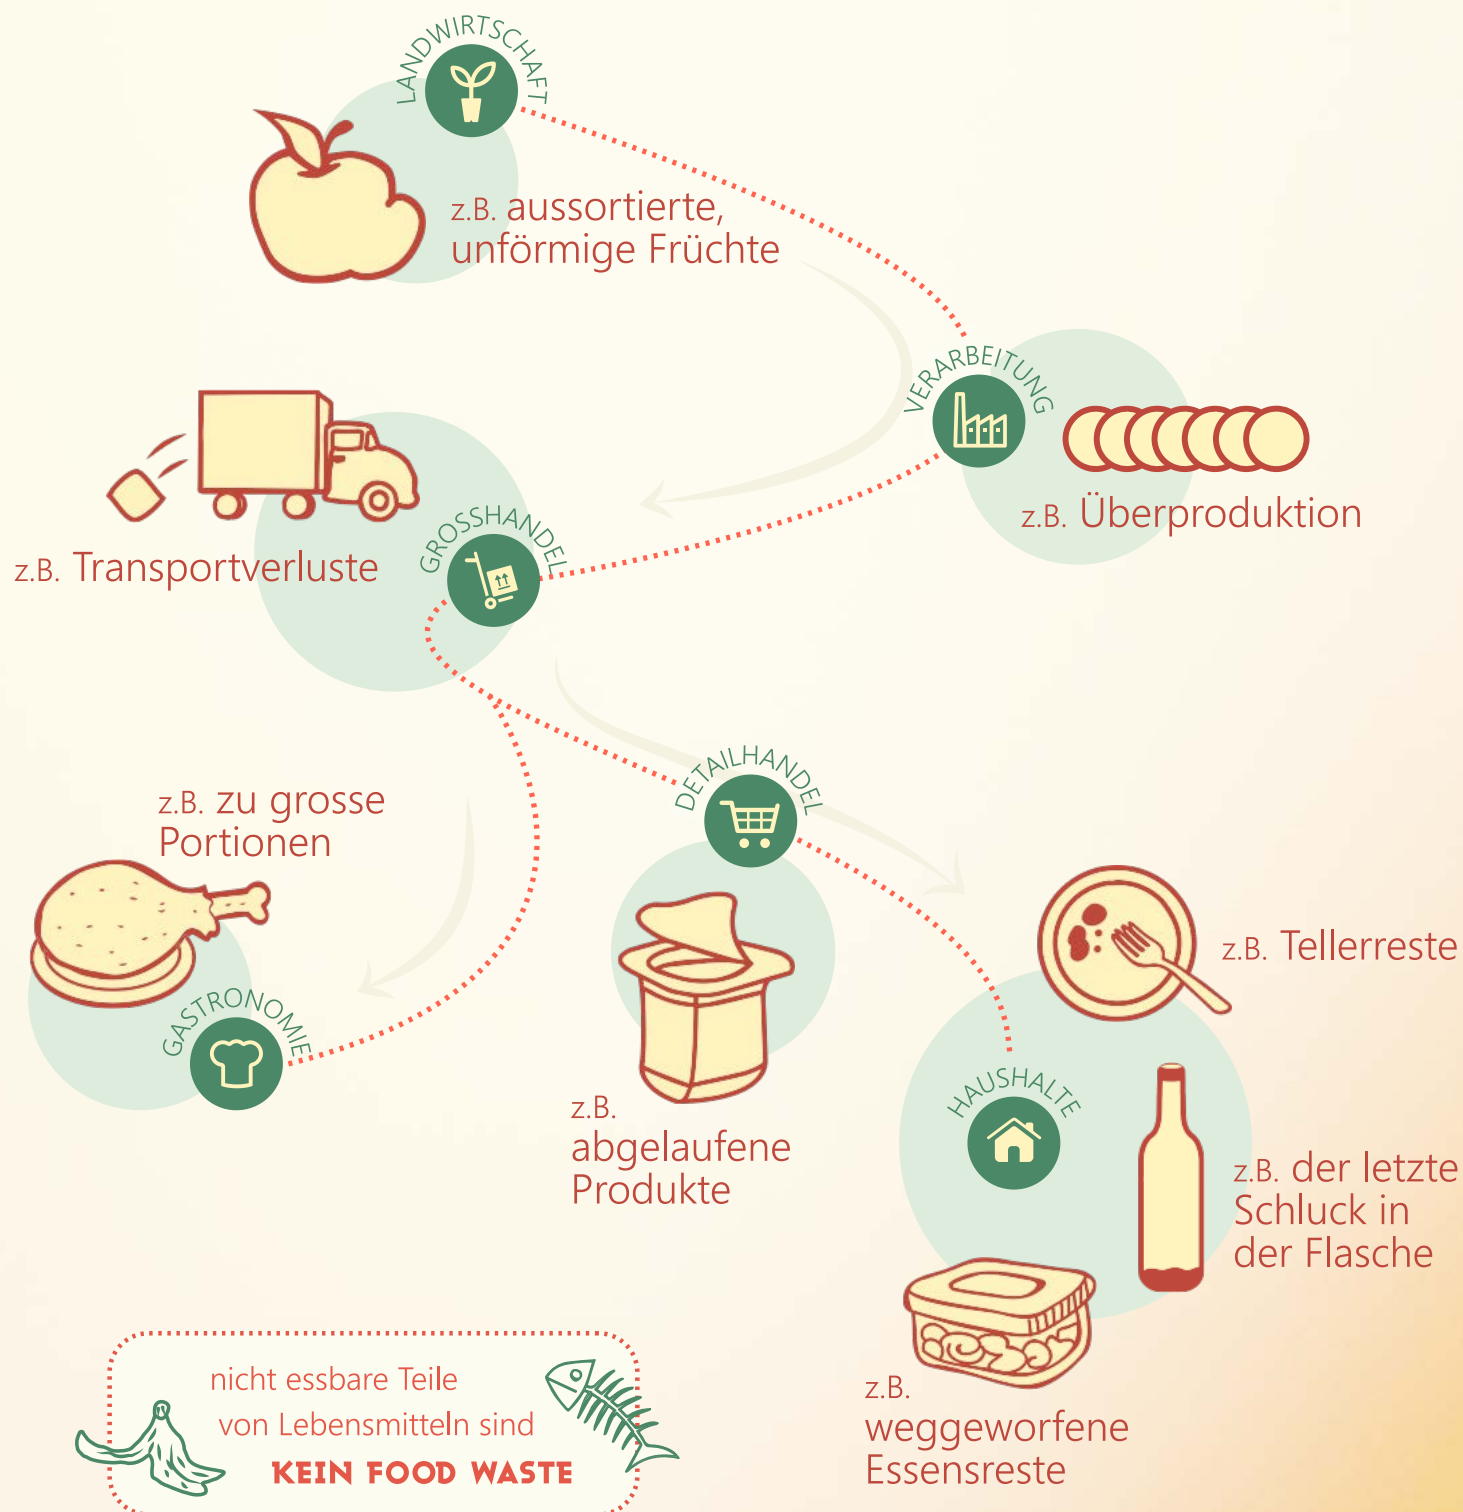 LANDWIRTSCHAFT
z.B. aussortierte,
unförmige Früchte
VERARBEITUNG
z.B. Überproduktion
GROSSHANDEL
z.B. Transportverluste
DETAILHANDEL
z.B. zu grosse
Portionen
GASTRONOMIE
z.B.
abgelaufene
Produkte
z.B. Tellerreste
HAUSHALTE
z.B. der letzte
Schluck in
der Flasche
z.B.
weggeworfene
Essensreste
nicht essbare Teile
von Lebensmitteln sind
KEIN FOOD WASTE